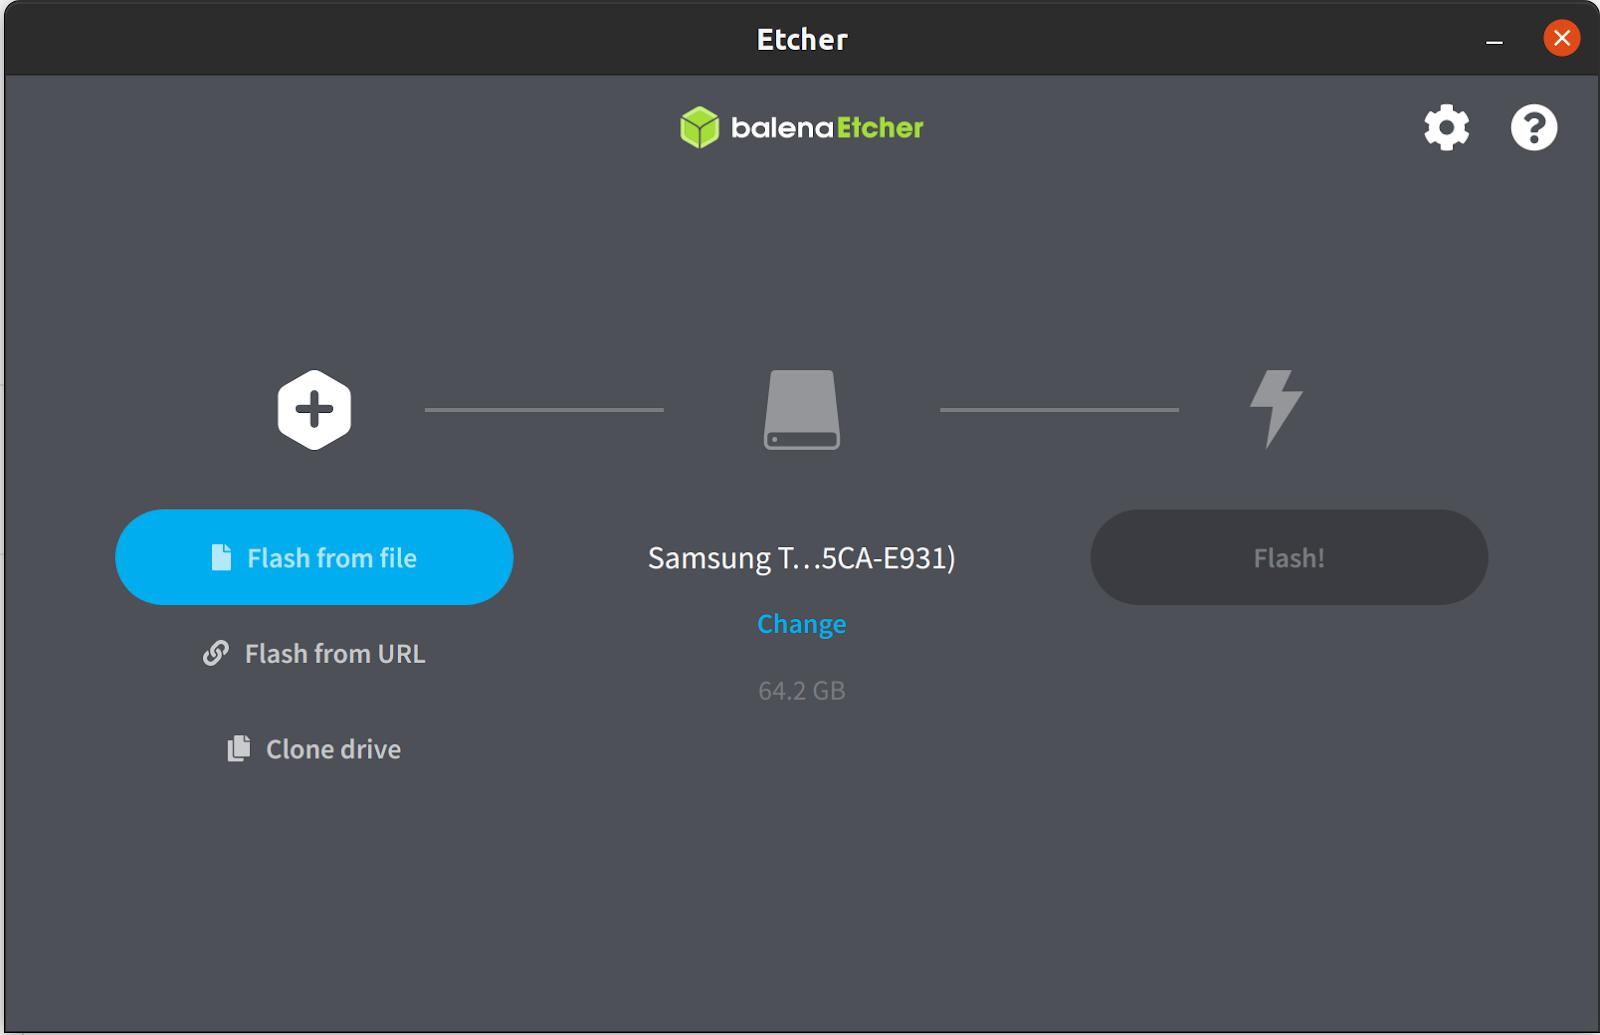 Etcher
balenaEtcher
Flash from file
Samsung T...5CA-E931)
Flash!
Change
Flash from URL
64.2 GB
Clone drive